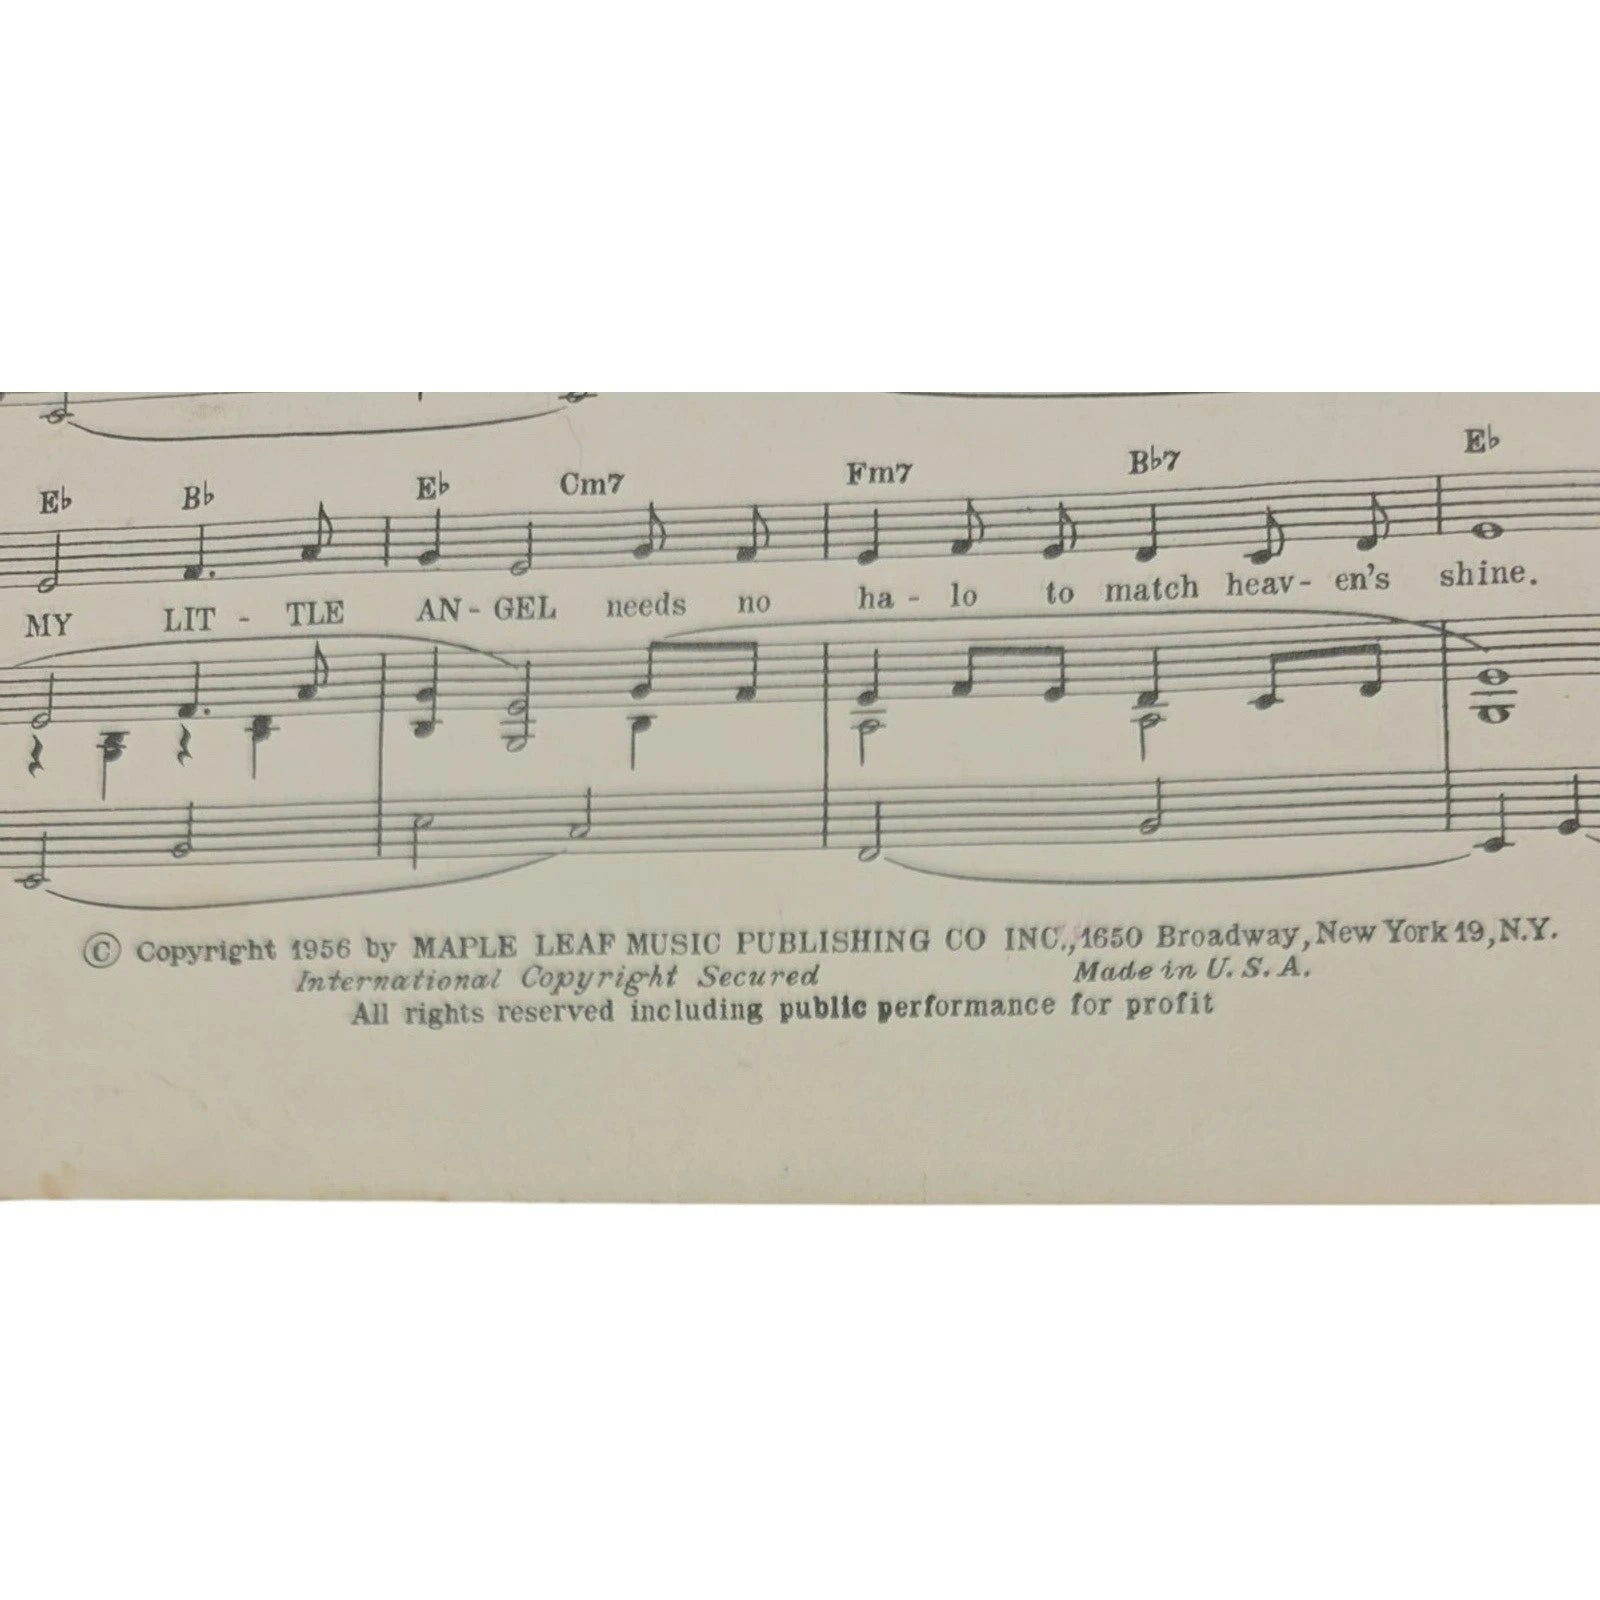 E♭ B♭ E♭ Cm7 Fm7 B♭7 E♭
MY LIT - TLE AN - GEL needs no ha - lo to match heav - en's shine.
© Copyright 1956 by MAPLE LEAF MUSIC PUBLISHING CO INC., 1650 Broadway, New York 19, N.Y.
International Copyright Secured Made in U. S. A.
All rights reserved including public performance for profit